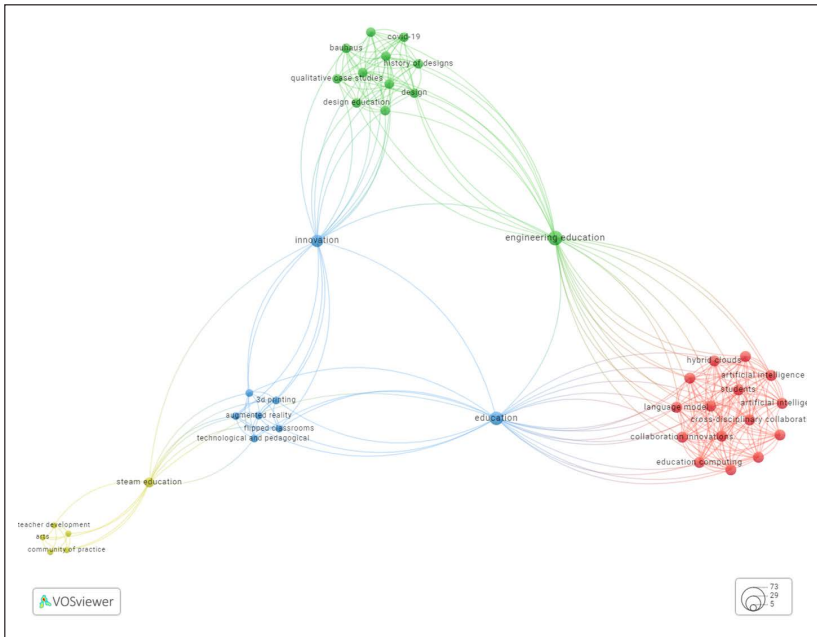 covid-19
bauhaus
history of designs
qualitative case studies
design
design education
innovation
engineering education
hybrid clouds
artificial intelligence
students
3d printing
language model
artificial intellige
augmented reality
cross-disciplinary collaborati
education
flipped classrooms
technological and pedagogical
collaboration innovations
education computing
steam education
teacher development
arts
community of practice
VOSviewer
73
29
5